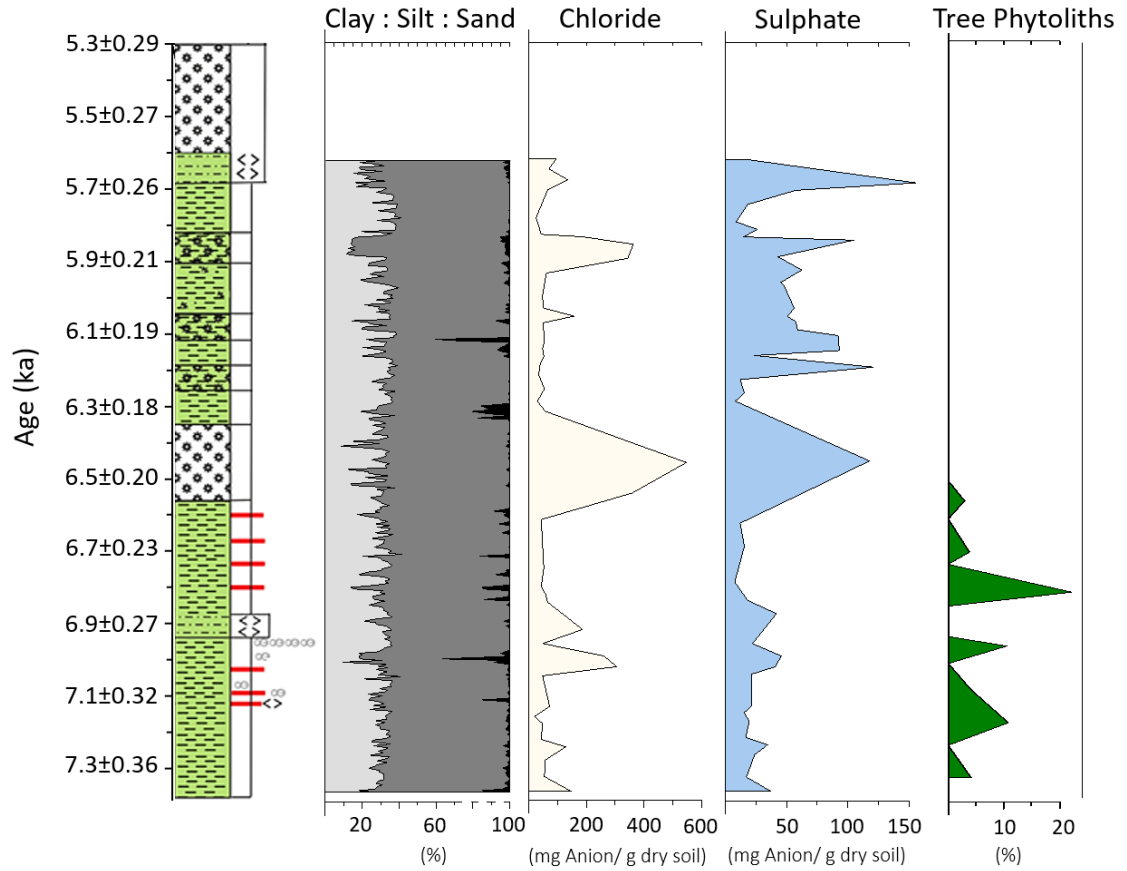 Clay : Silt : Sand
Chloride
Sulphate
Tree Phytoliths
Age (ka)
5.3±0.29
5.5±0.27
5.7±0.26
5.9±0.21
6.1±0.19
6.3±0.18
6.5±0.20
6.7±0.23
6.9±0.27
7.1±0.32
7.3±0.36
20 60 100
200 400 600
50 100 150
10 20
(%)
(mg Anion/ g dry soil)
(mg Anion/ g dry soil)
(%)